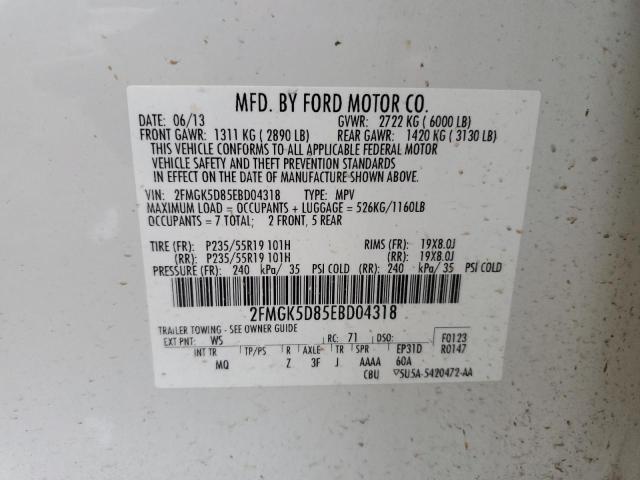 MFD. BY FORD MOTOR CO.
DATE: 06/13 GVWR: 2722 KG ( 6000 LB)
FRONT GAWR: 1311 KG ( 2890 LB) REAR GAWR: 1420 KG ( 3130 LB)
THIS VEHICLE CONFORMS TO ALL APPLICABLE FEDERAL MOTOR
VEHICLE SAFETY AND THEFT PREVENTION STANDARDS
IN EFFECT ON THE DATE OF MANUFACTURE SHOWN ABOVE.
VIN: 2FMGK5D85EBD04318 TYPE: MPV
MAXIMUM LOAD = OCCUPANTS + LUGGAGE = 526KG/1160LB
OCCUPANTS = 7 TOTAL; 2 FRONT, 5 REAR
TIRE (FR): P235/55R19 101H RIMS (FR): 19X8.0J
(RR): P235/55R19 101H (RR): 19X8.0J
PRESSURE (FR): 240 kPa/ 35 PSI COLD (RR): 240 kPa/ 35 PSI COLD
2FMGK5D85EBD04318
TRAILER TOWING - SEE OWNER GUIDE
EXT PNT: WS RC: 71 DSO: F0123
INT TR TP/PS R AXLE TR SPR EP31D R0147
MQ Z 3F J AAAA 60A
CBU 5U5A-5420472-AA